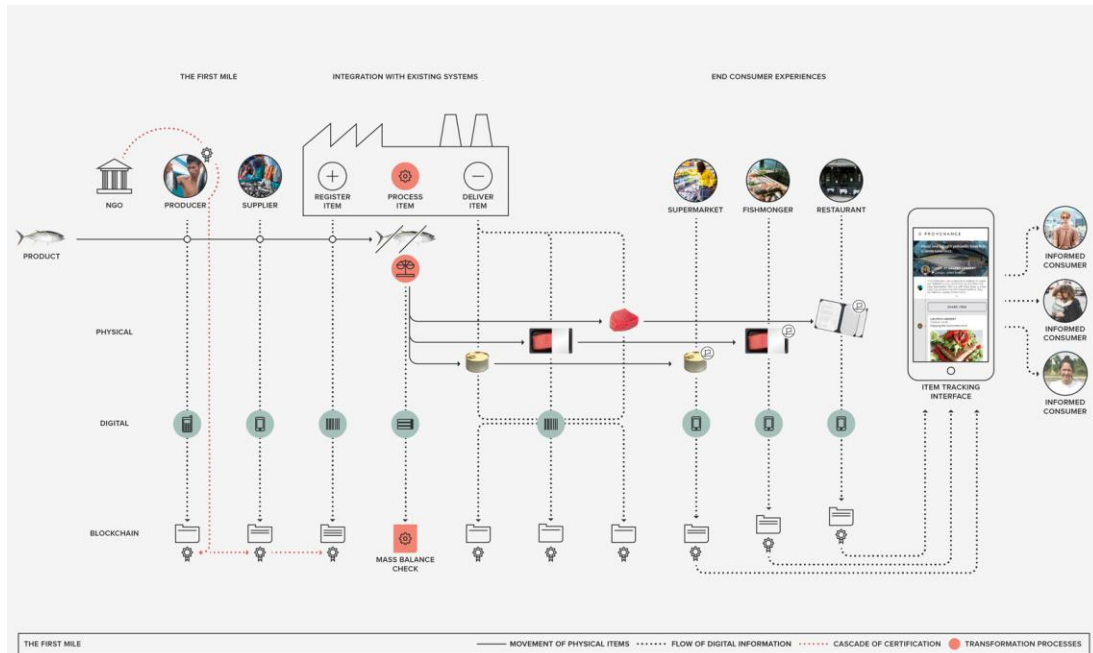 THE FIRST MILE
INTEGRATION WITH EXISTING SYSTEMS
END CONSUMER EXPERIENCES
NGO
PRODUCER
SUPPLIER
REGISTER
ITEM
PROCESS
ITEM
DELIVER
ITEM
SUPERMARKET
FISHMONGER
RESTAURANT
PRODUCT
PROVENANCE
INFORMED
CONSUMER
INFORMED
CONSUMER
INFORMED
CONSUMER
PHYSICAL
ITEM TRACKING
INTERFACE
DIGITAL
BLOCKCHAIN
MASS BALANCE
CHECK
THE FIRST MILE
MOVEMENT OF PHYSICAL ITEMS
FLOW OF DIGITAL INFORMATION
CASCADE OF CERTIFICATION
TRANSFORMATION PROCESSES